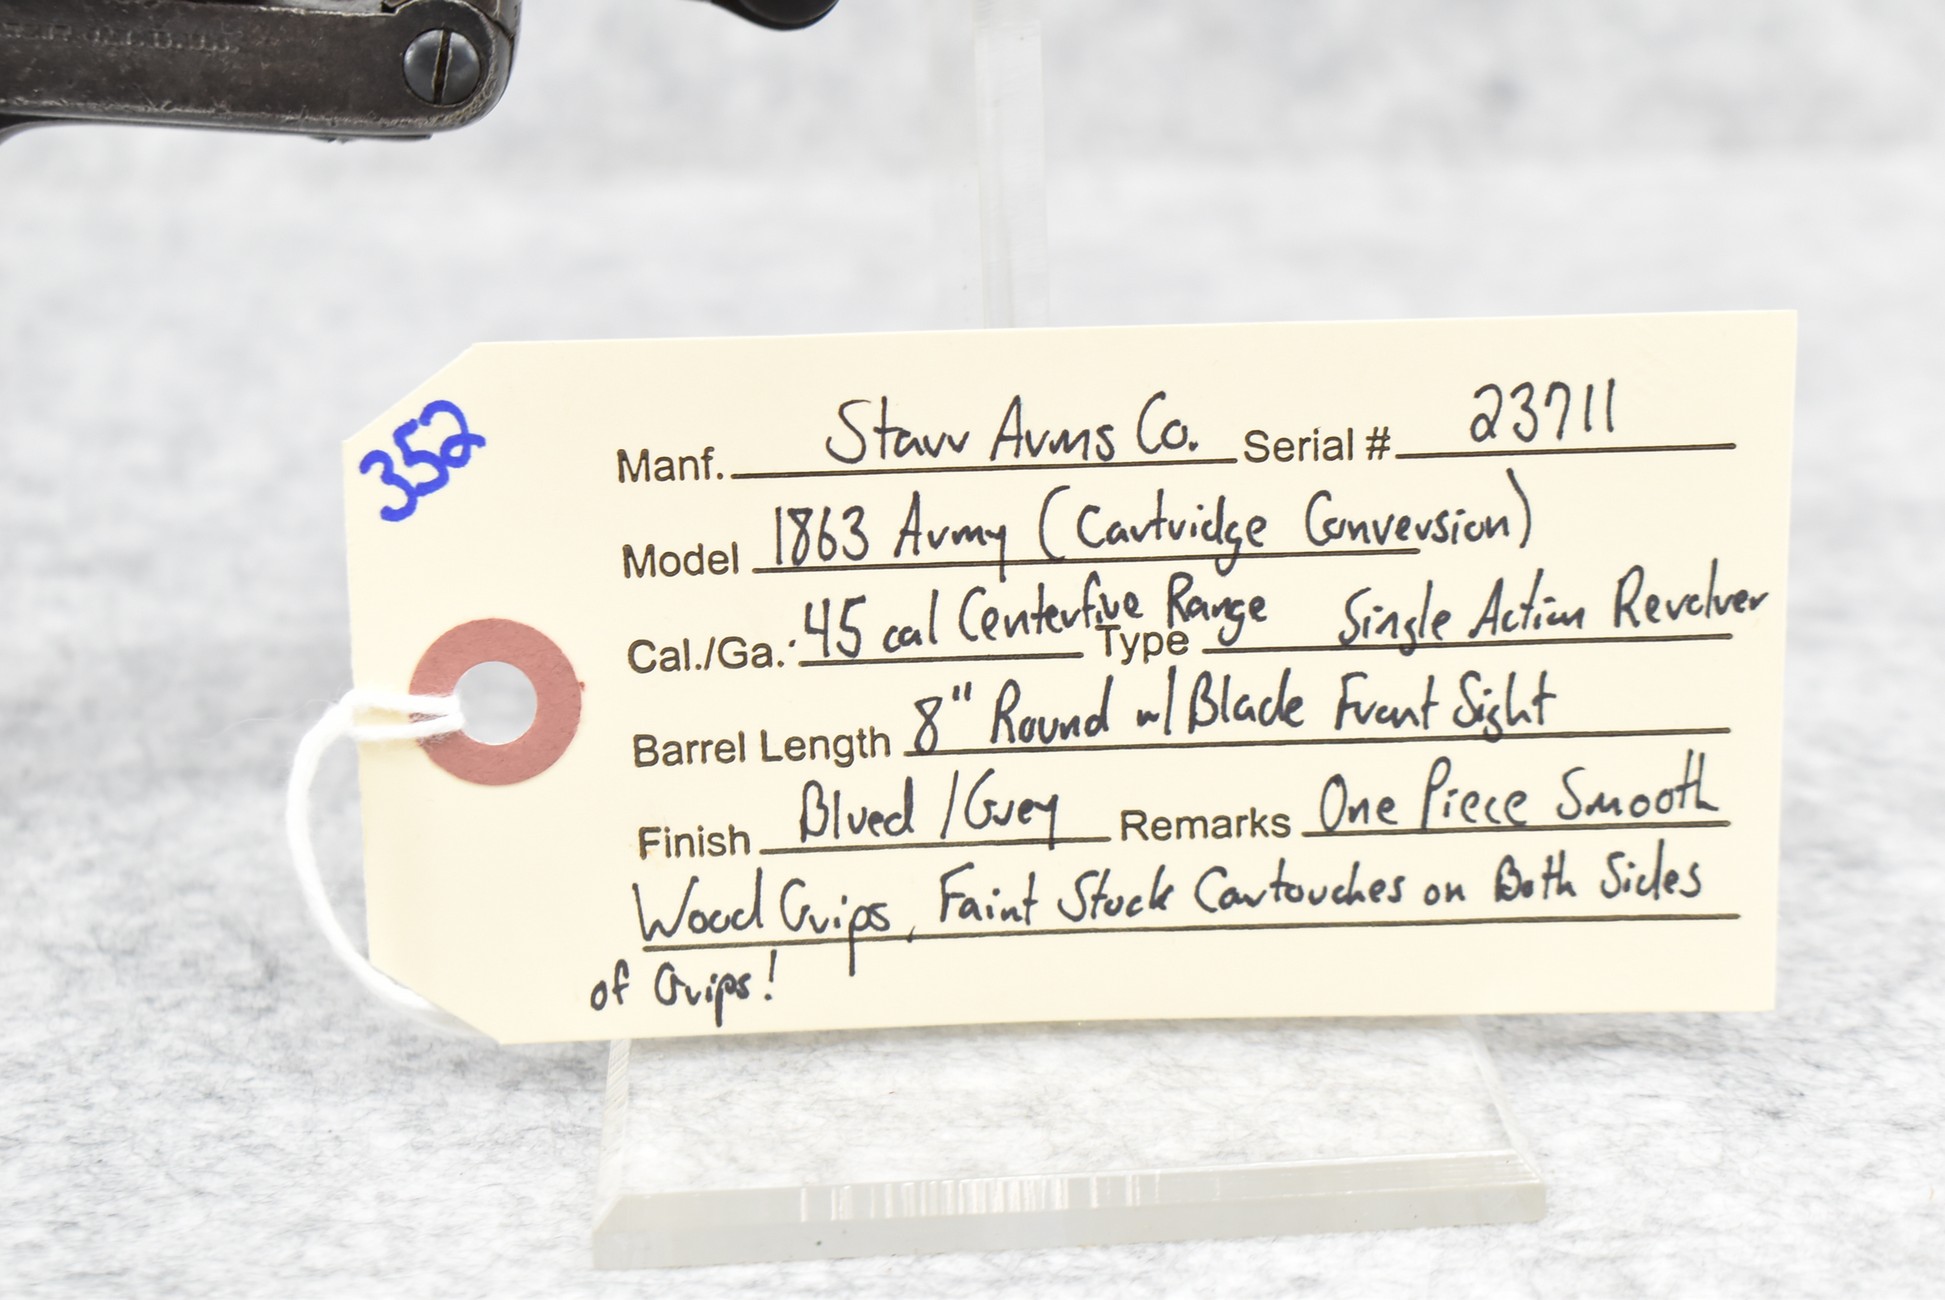 352
Manf. Starr Arms Co. Serial # 23711
Model 1863 Army (Cartridge Conversion)
Cal./Ga. 45 cal Centerfire Range Type Single Action Revolver
Barrel Length 8" Round w/ Blade Front Sight
Finish Blued / Grey Remarks One Piece Smooth
Wood Grips, Faint Stock Cartouches on Both Sides
of Grips!